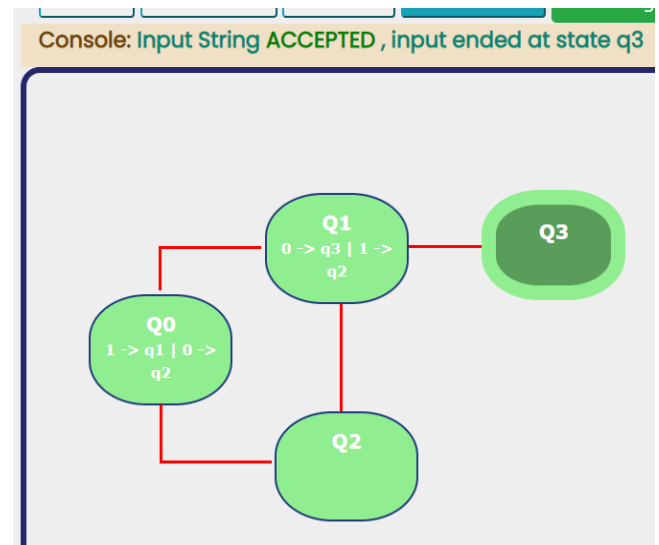 Console: Input String ACCEPTED , input ended at state q3
Q1
0 -> q3 | 1 ->
q2
Q3
Q0
1 -> q1 | 0 ->
q2
Q2